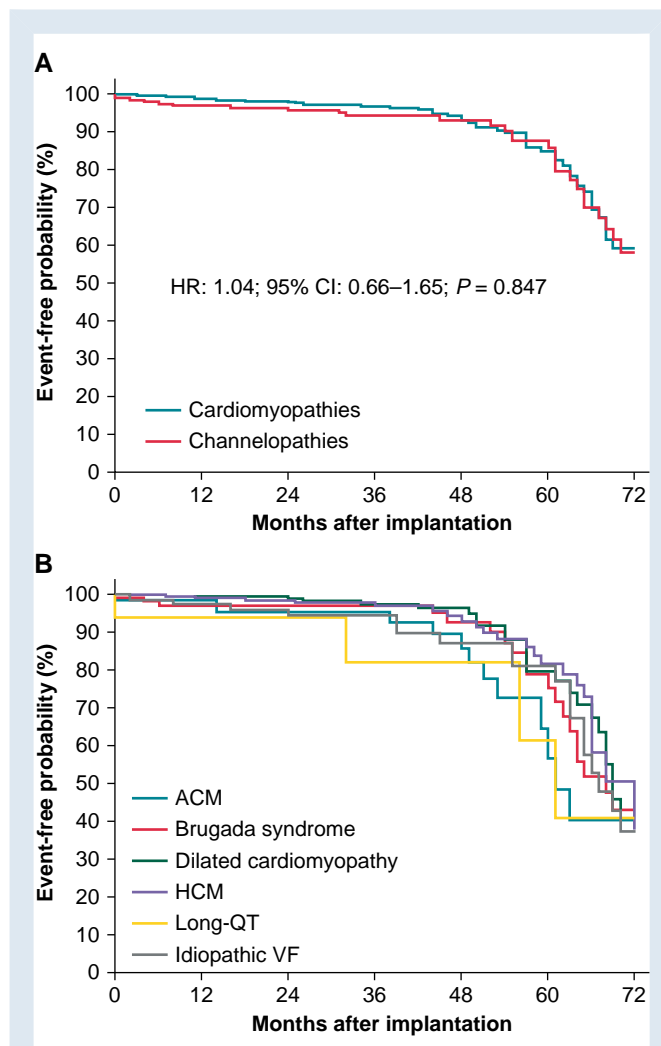 A
100
90
80
70
60
50
40
30
20
10
0
Event-free probability (%)
HR: 1.04; 95% CI: 0.66–1.65; P = 0.847
Cardiomyopathies
Channelopathies
0 12 24 36 48 60 72
Months after implantation
B
100
90
80
70
60
50
40
30
20
10
0
Event-free probability (%)
ACM
Brugada syndrome
Dilated cardiomyopathy
HCM
Long-QT
Idiopathic VF
0 12 24 36 48 60 72
Months after implantation